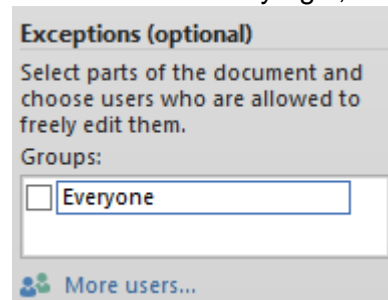 Exceptions (optional)
Select parts of the document and
choose users who are allowed to
freely edit them.
Groups:
Everyone
More users...